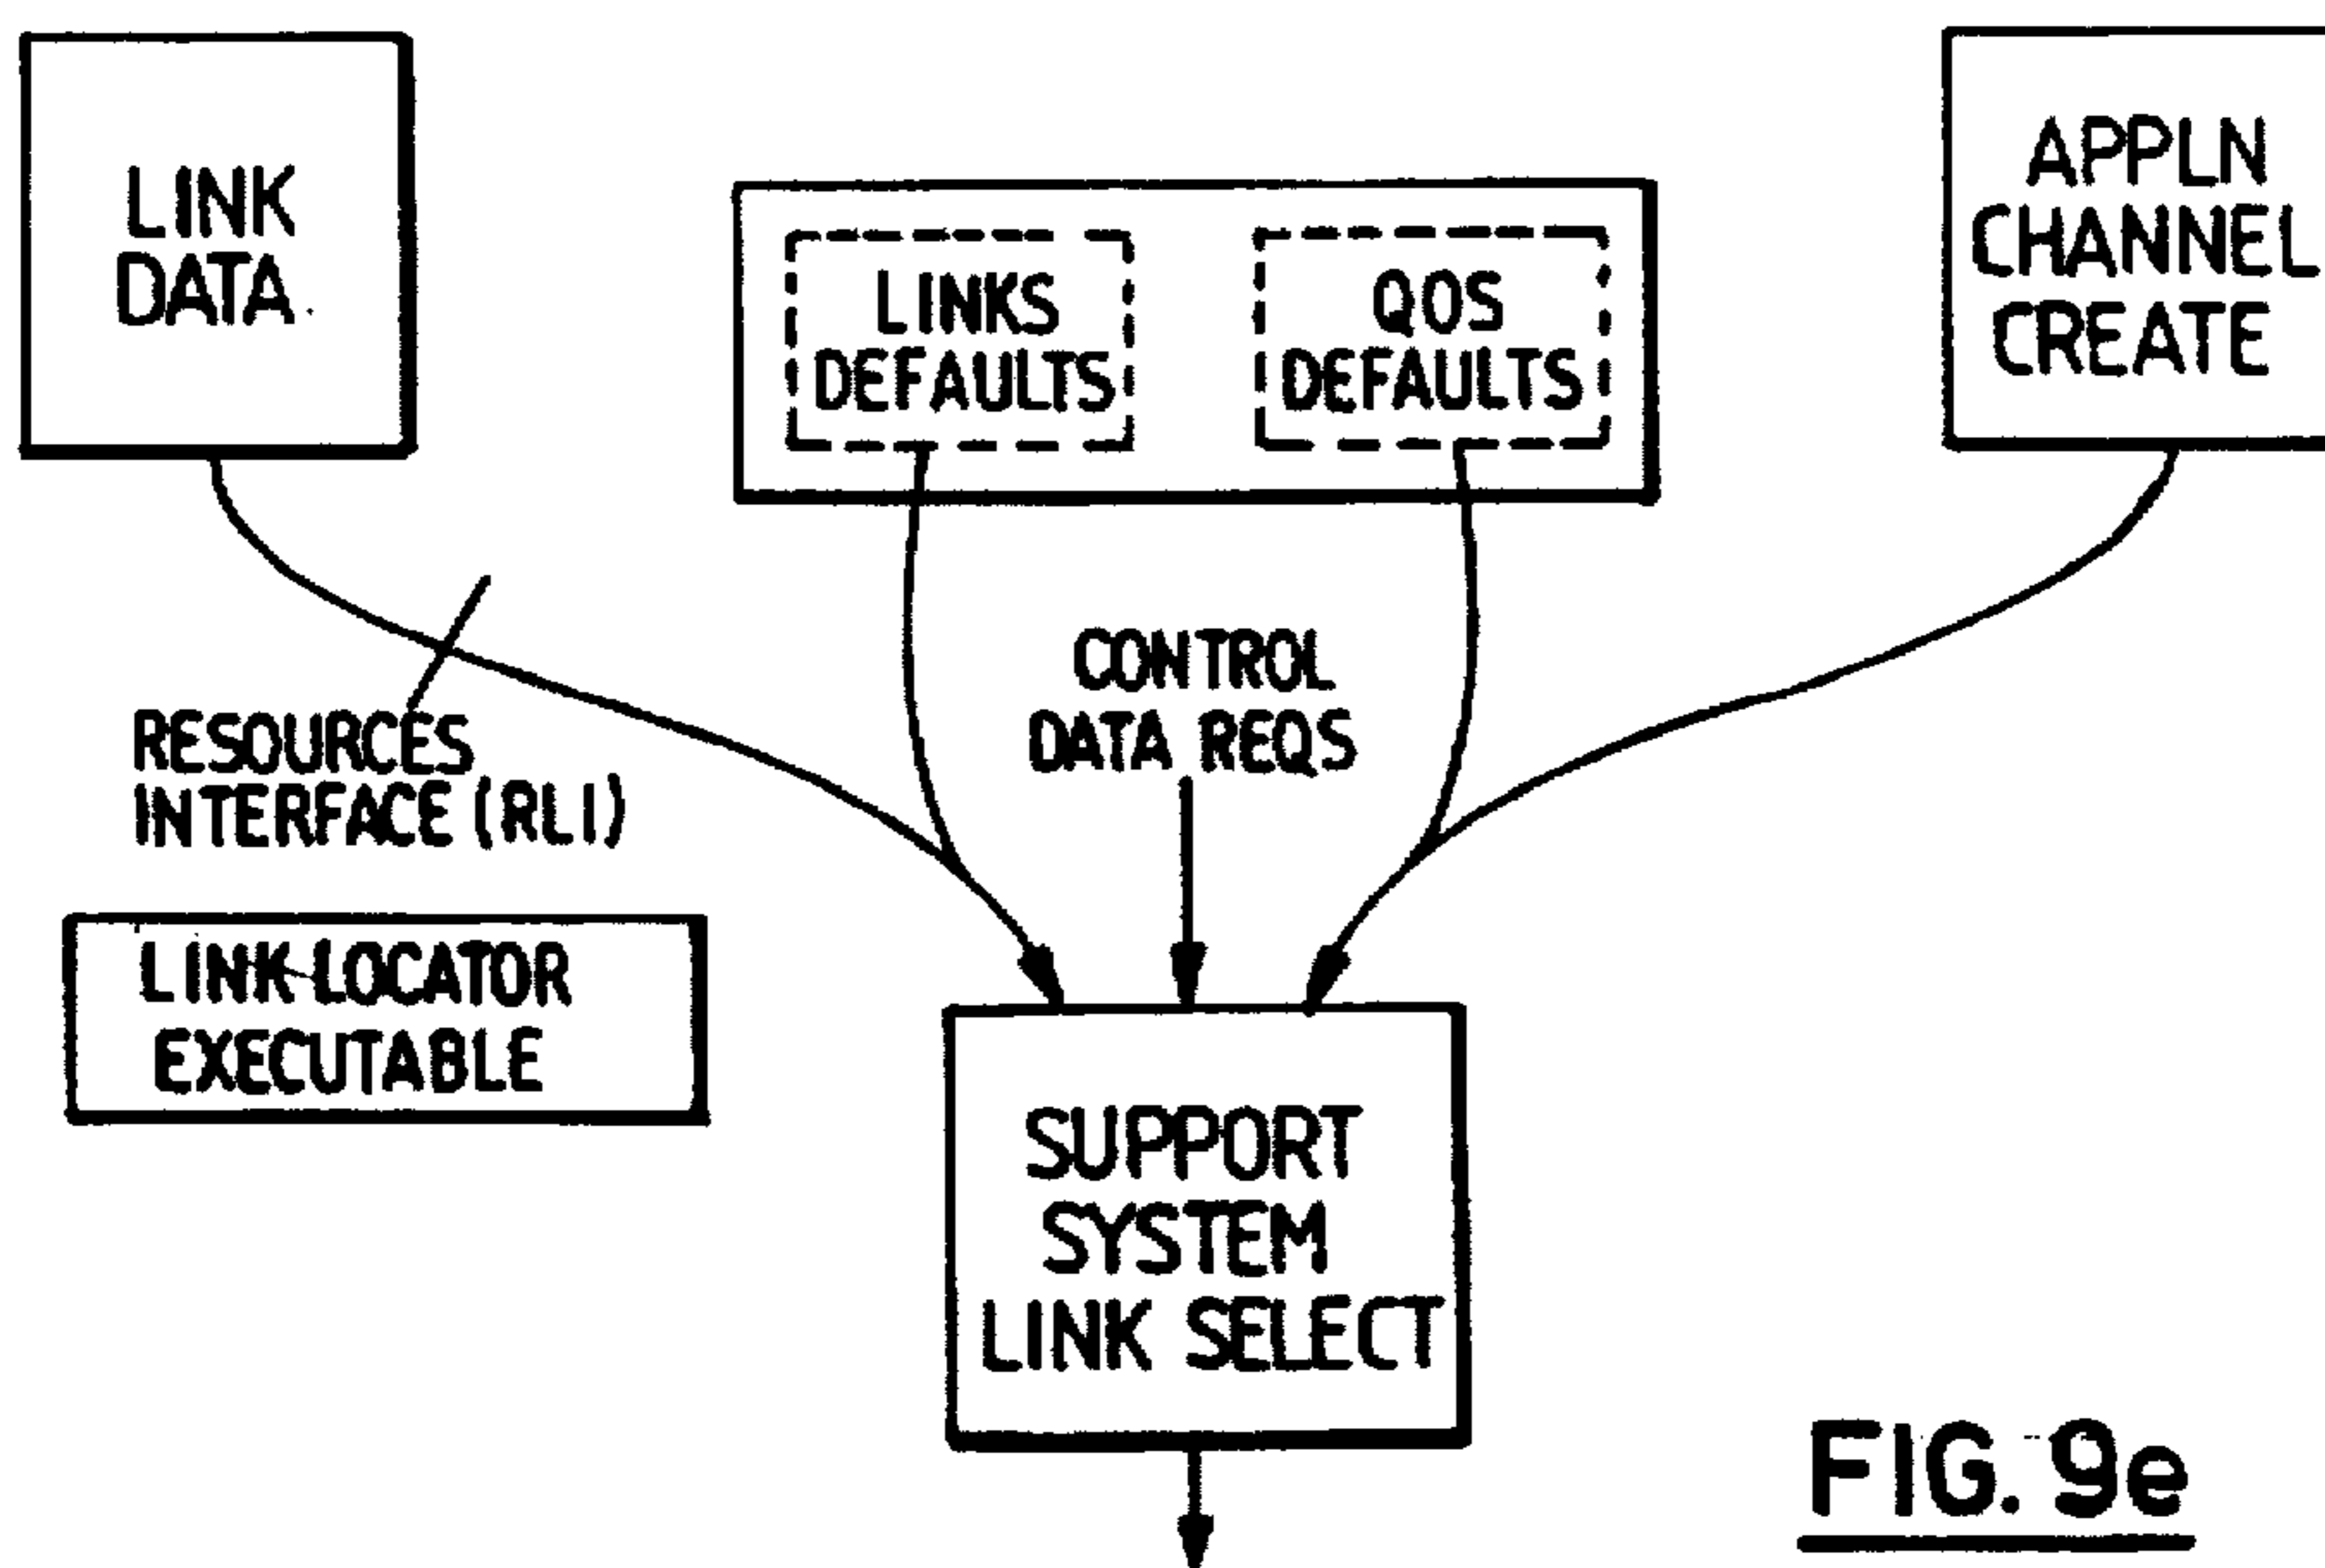 LINK
DATA.
LINKS
DEFAULTS
QOS
DEFAULTS
APPLN
CHANNEL
CREATE
CONTROL
DATA REQS
RESOURCES
INTERFACE (RLI)
LINK LOCATOR
EXECUTABLE
SUPPORT
SYSTEM
LINK SELECT
FIG. 9e